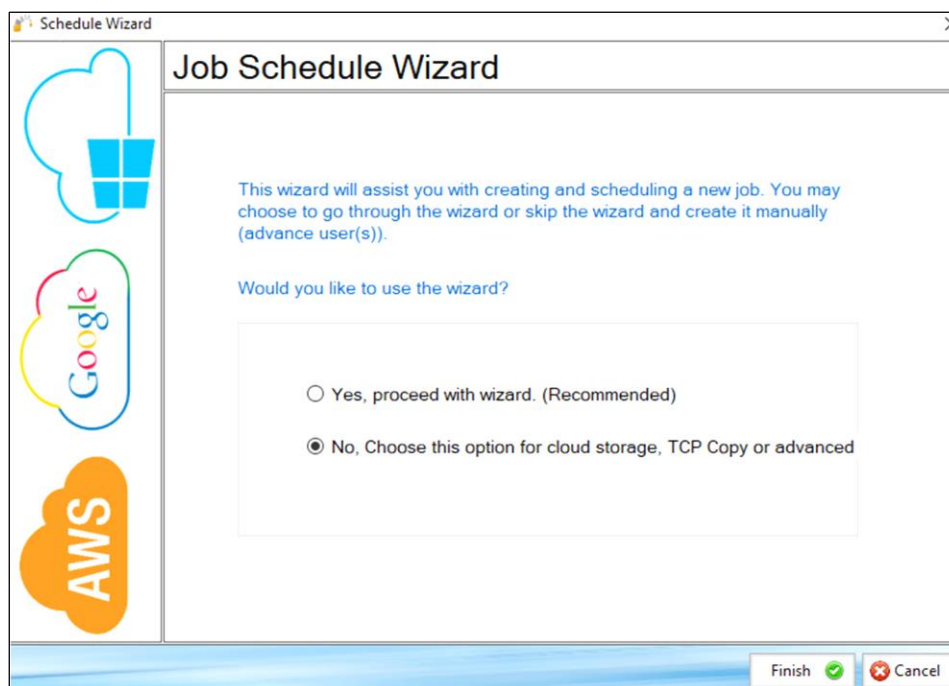 Schedule Wizard
Job Schedule Wizard
This wizard will assist you with creating and scheduling a new job. You may
choose to go through the wizard or skip the wizard and create it manually
(advance user(s)).
Would you like to use the wizard?
Yes, proceed with wizard. (Recommended)
No, Choose this option for cloud storage, TCP Copy or advanced
Google
AWS
Finish
Cancel